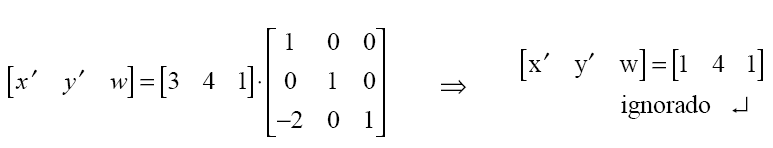 [x′ y′ w]=[3 4 1]·[1 0 0
0 1 0
−2 0 1] ⇒ [x′ y′ w]=[1 4 1]
ignorado ↵